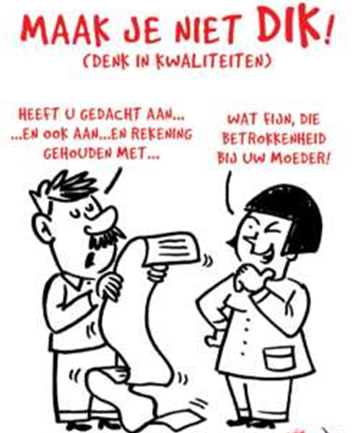 MAAK JE NIET DIK!
(DENK IN KWALITEITEN)
HEEFT U GEDACHT AAN...
...EN OOK AAN...EN REKENING
GEHOUDEN MET...
WAT FIJN, DIE
BETROKKENHEID
BIJ UW MOEDER!